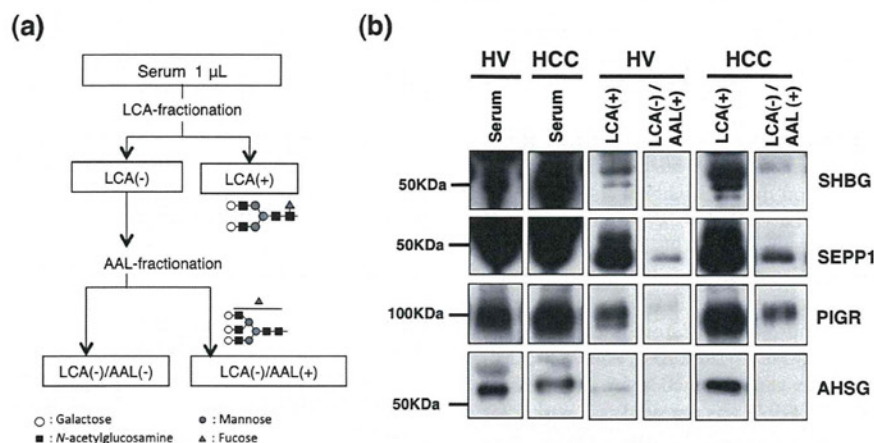 (a)
Serum 1 µL
LCA-fractionation
LCA(-)
LCA(+)
AAL-fractionation
LCA(-)/AAL(-)
LCA(-)/AAL(+)
: Galactose
: Mannose
: N-acetylglucosamine
: Fucose
(b)
HV
HCC
HV
HCC
Serum
Serum
LCA(+)
LCA(-) /
AAL(+)
LCA(+)
LCA(-) /
AAL (+)
50KDa
SHBG
50KDa
SEPP1
100KDa
PIGR
50KDa
AHSG